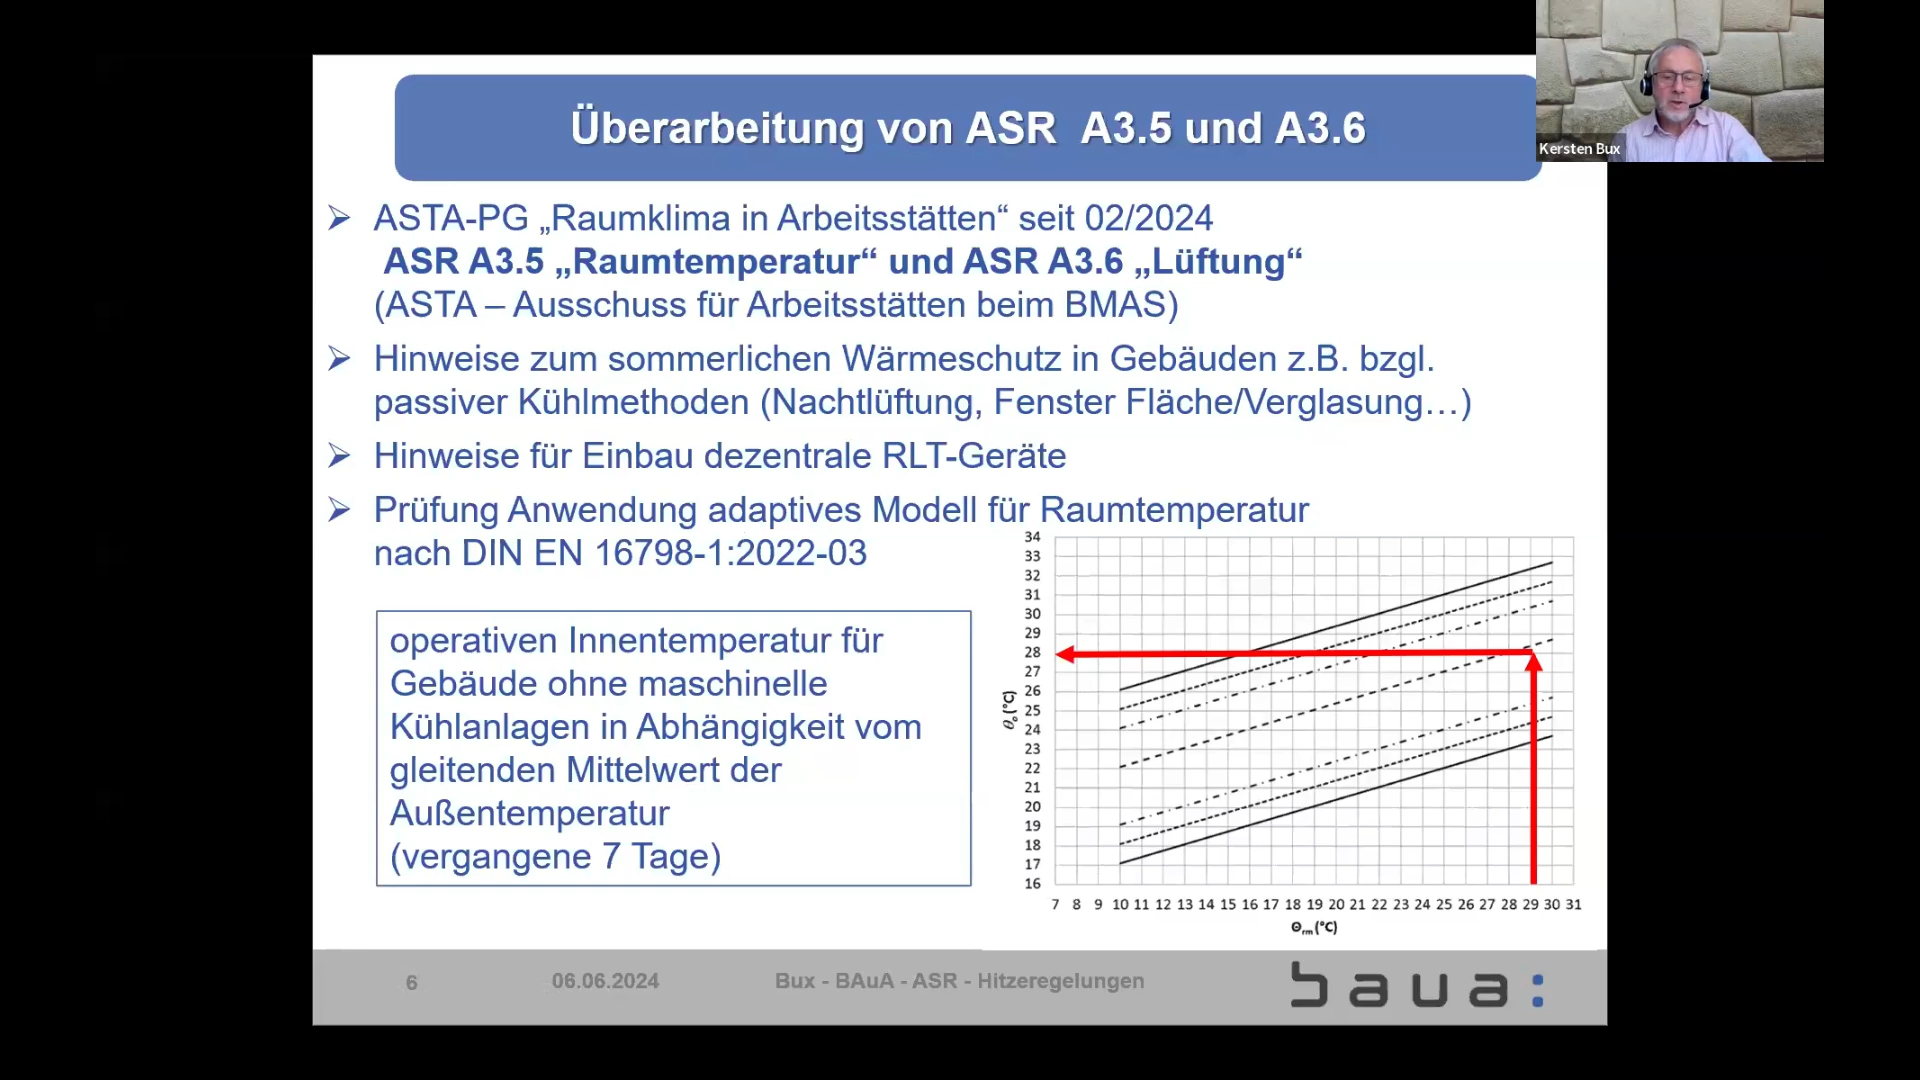 Überarbeitung von ASR A3.5 und A3.6
Kersten Bux
ASTA-PG „Raumklima in Arbeitsstätten“ seit 02/2024
ASR A3.5 „Raumtemperatur“ und ASR A3.6 „Lüftung“
(ASTA – Ausschuss für Arbeitsstätten beim BMAS)
Hinweise zum sommerlichen Wärmeschutz in Gebäuden z.B. bzgl.
passiver Kühlmethoden (Nachtlüftung, Fenster Fläche/Verglasung…)
Hinweise für Einbau dezentrale RLT-Geräte
Prüfung Anwendung adaptives Modell für Raumtemperatur
nach DIN EN 16798-1:2022-03
operativen Innentemperatur für
Gebäude ohne maschinelle
Kühlanlagen in Abhängigkeit vom
gleitenden Mittelwert der
Außentemperatur
(vergangene 7 Tage)
34
33
32
31
30
29
28
27
26
25
24
23
22
21
20
19
18
17
16
θo (°C)
7 8 9 10 11 12 13 14 15 16 17 18 19 20 21 22 23 24 25 26 27 28 29 30 31
Θrm (°C)
6 06.06.2024 Bux - BAuA - ASR - Hitzeregelungen baua: